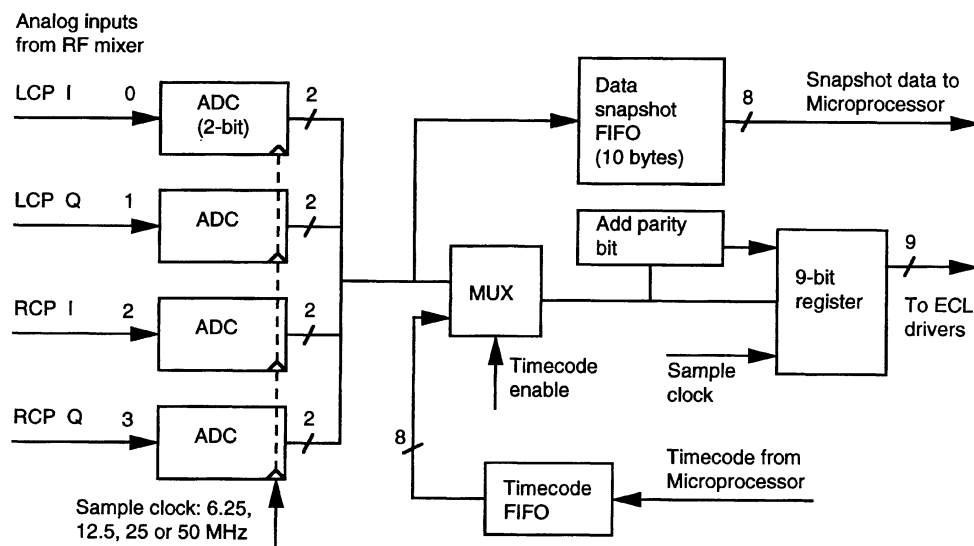 Analog inputs
from RF mixer
LCP I
0
ADC
(2-bit)
2
LCP Q
1
ADC
2
RCP I
2
ADC
2
RCP Q
3
ADC
2
Sample clock: 6.25,
12.5, 25 or 50 MHz
Data
snapshot
FIFO
(10 bytes)
8
Snapshot data to
Microprocessor
Add parity
bit
MUX
Timecode
enable
9-bit
register
9
To ECL
drivers
Sample
clock
8
Timecode
FIFO
Timecode from
Microprocessor